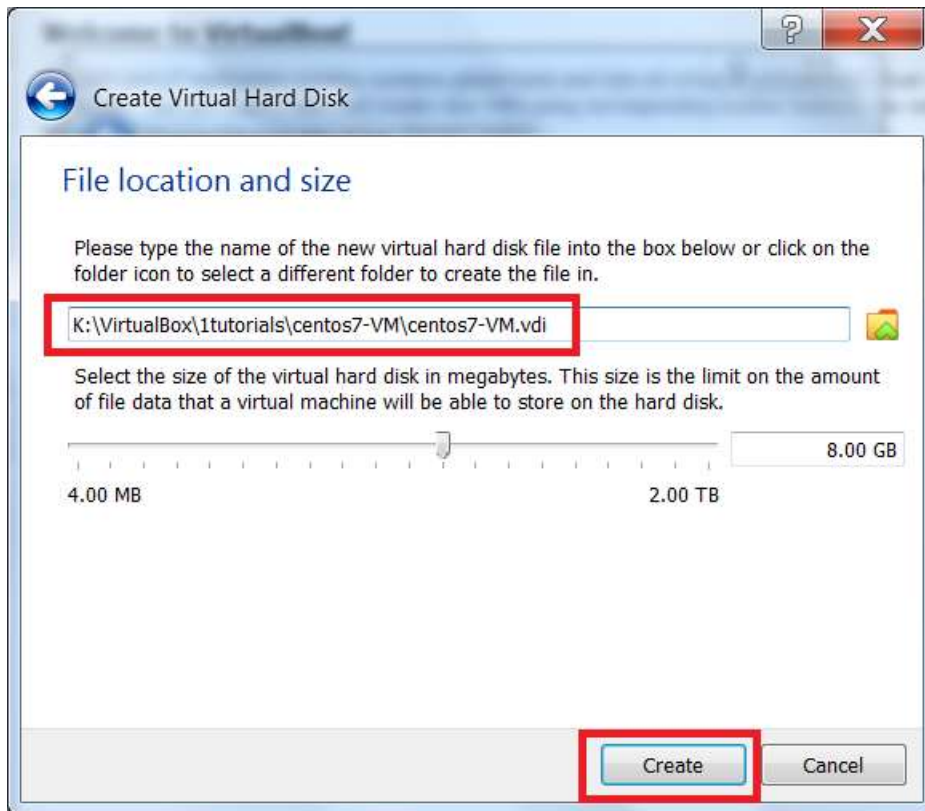 Welcome to VirtualBox!
Create Virtual Hard Disk
File location and size
Please type the name of the new virtual hard disk file into the box below or click on the
folder icon to select a different folder to create the file in.
K:\VirtualBox\1tutorials\centos7-VM\centos7-VM.vdi
Select the size of the virtual hard disk in megabytes. This size is the limit on the amount
of file data that a virtual machine will be able to store on the hard disk.
8.00 GB
4.00 MB 2.00 TB
Create Cancel